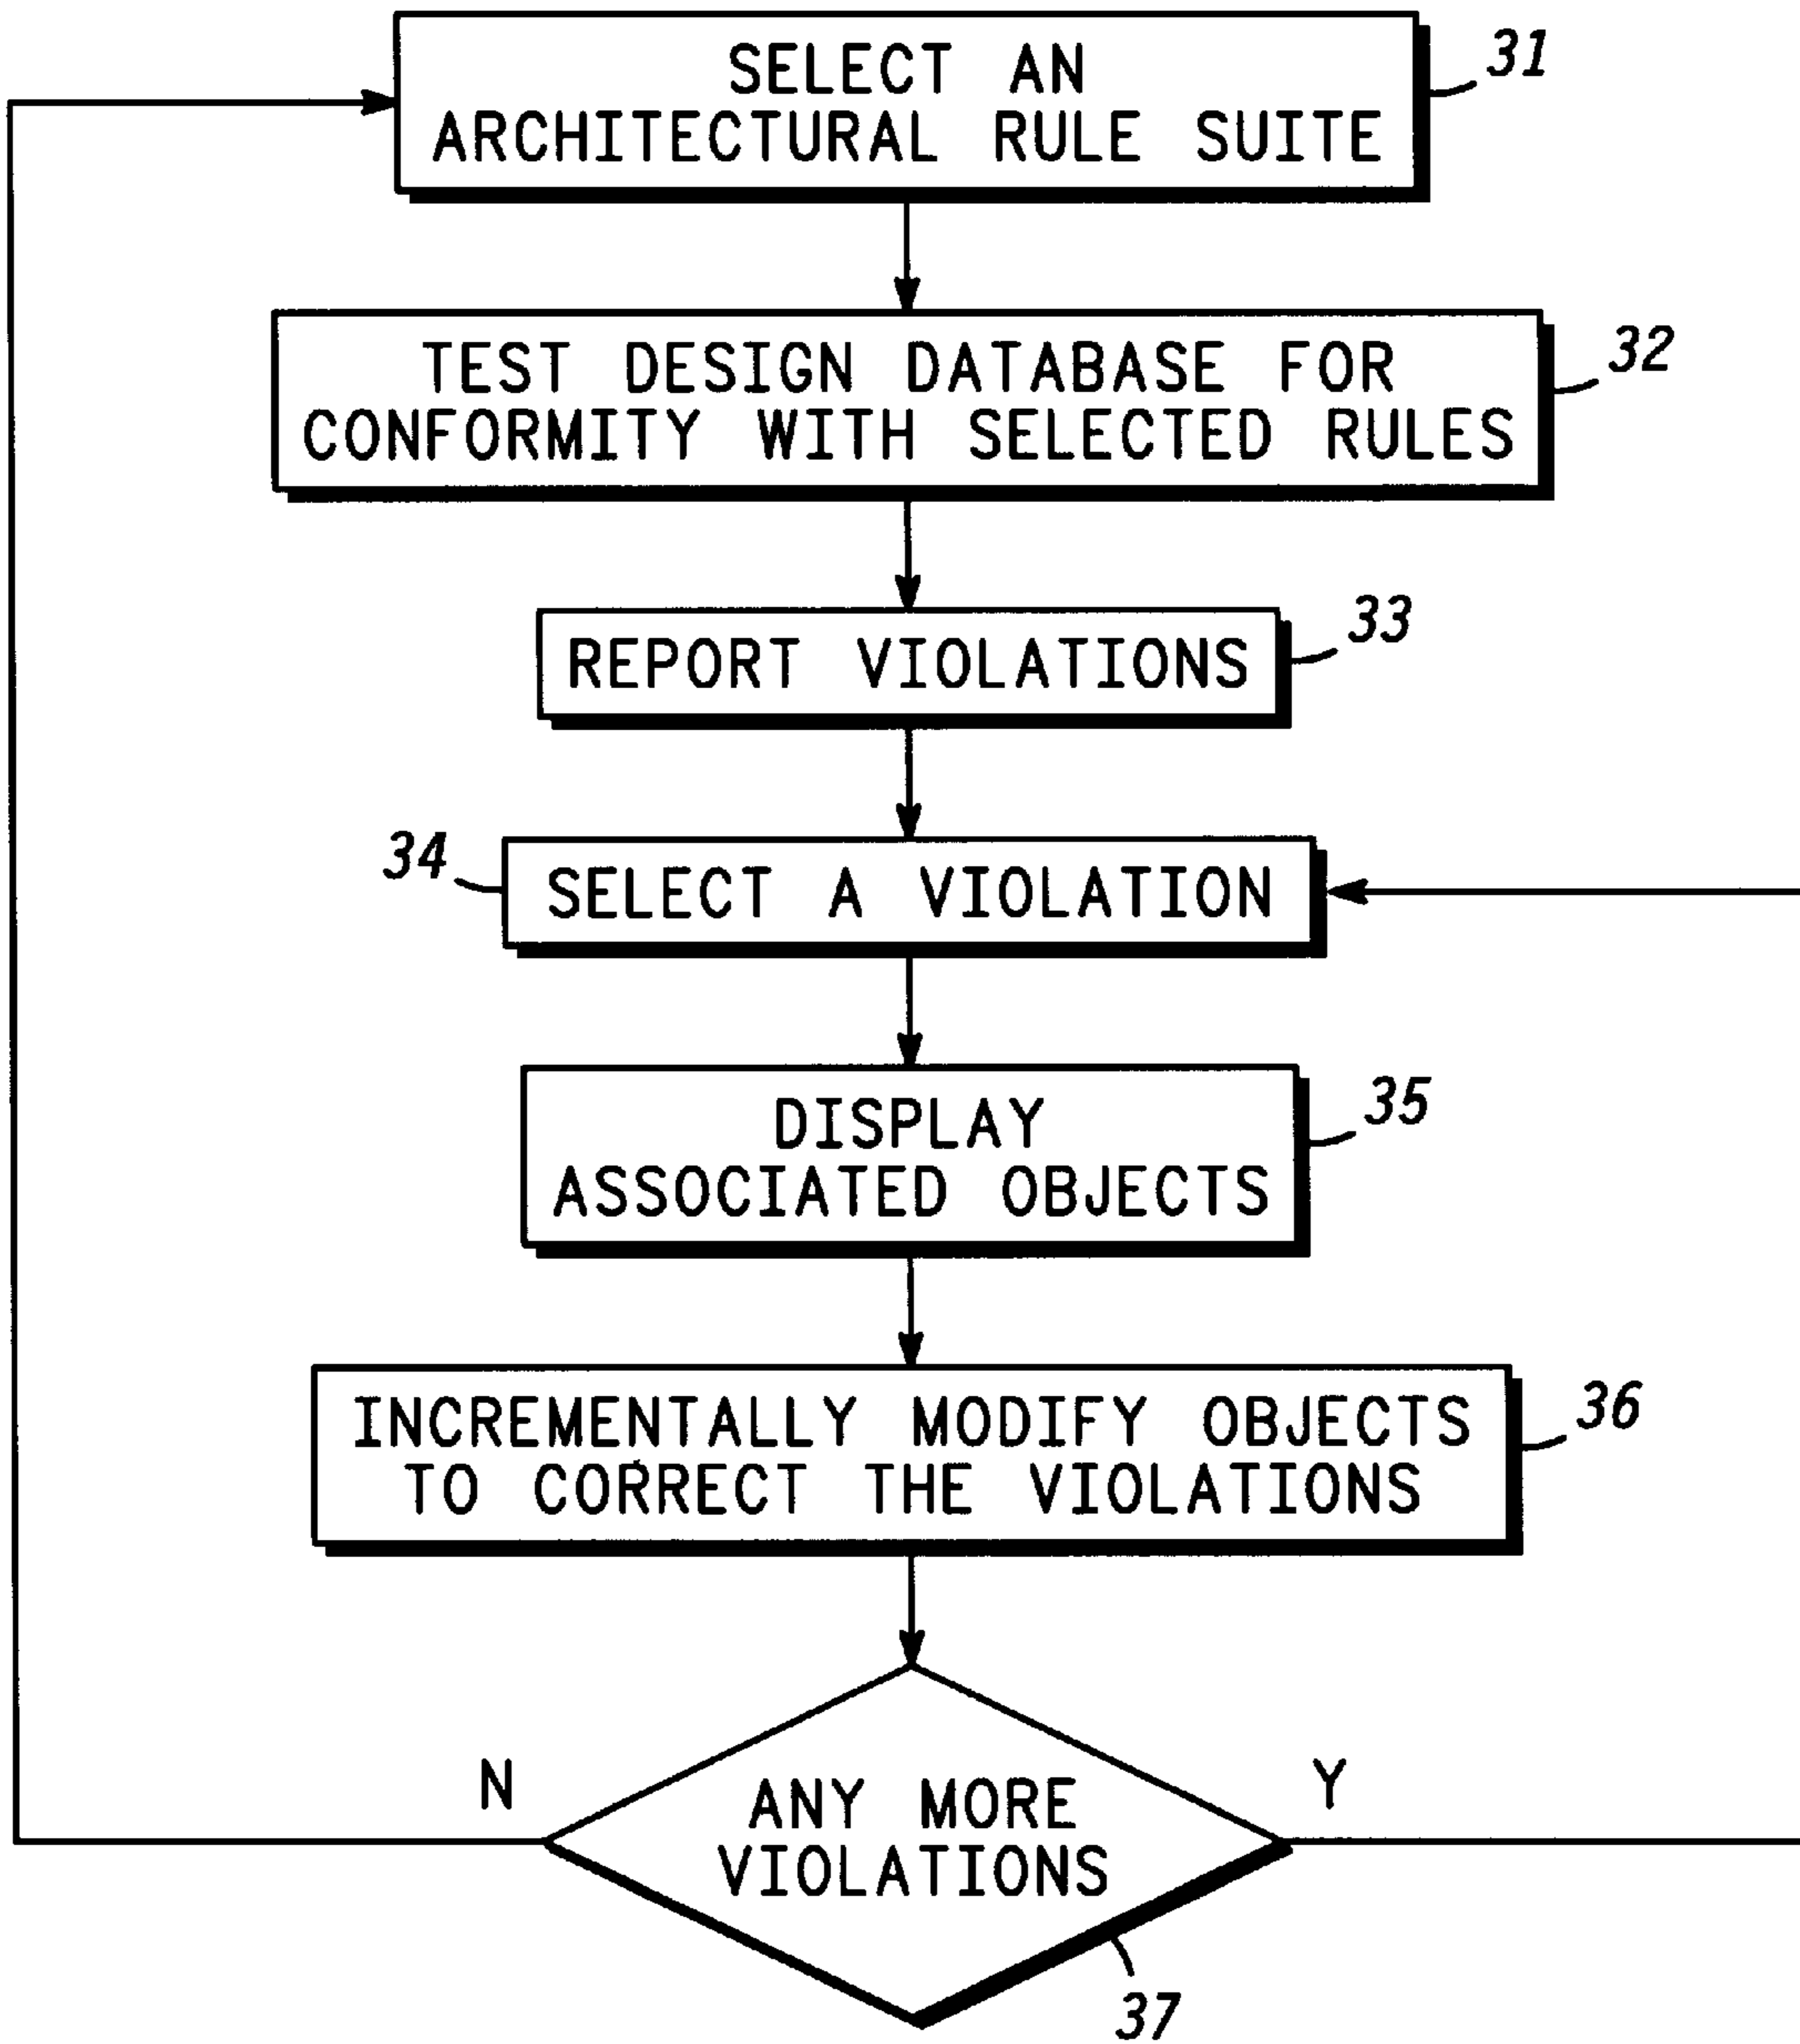 SELECT AN
ARCHITECTURAL RULE SUITE
31
TEST DESIGN DATABASE FOR
CONFORMITY WITH SELECTED RULES
32
REPORT VIOLATIONS
33
34
SELECT A VIOLATION
DISPLAY
ASSOCIATED OBJECTS
35
INCREMENTALLY MODIFY OBJECTS
TO CORRECT THE VIOLATIONS
36
N
ANY MORE
VIOLATIONS
Y
37